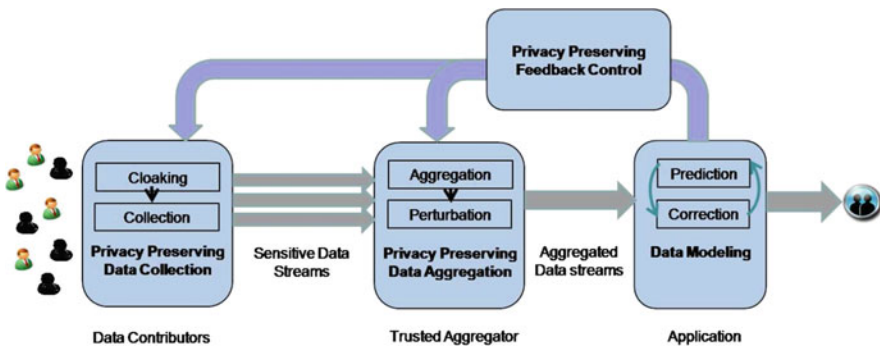 Privacy Preserving
Feedback Control
Cloaking
Collection
Privacy Preserving
Data Collection
Sensitive Data
Streams
Aggregation
Perturbation
Privacy Preserving
Data Aggregation
Aggregated
Data streams
Prediction
Correction
Data Modeling
Data Contributors
Trusted Aggregator
Application